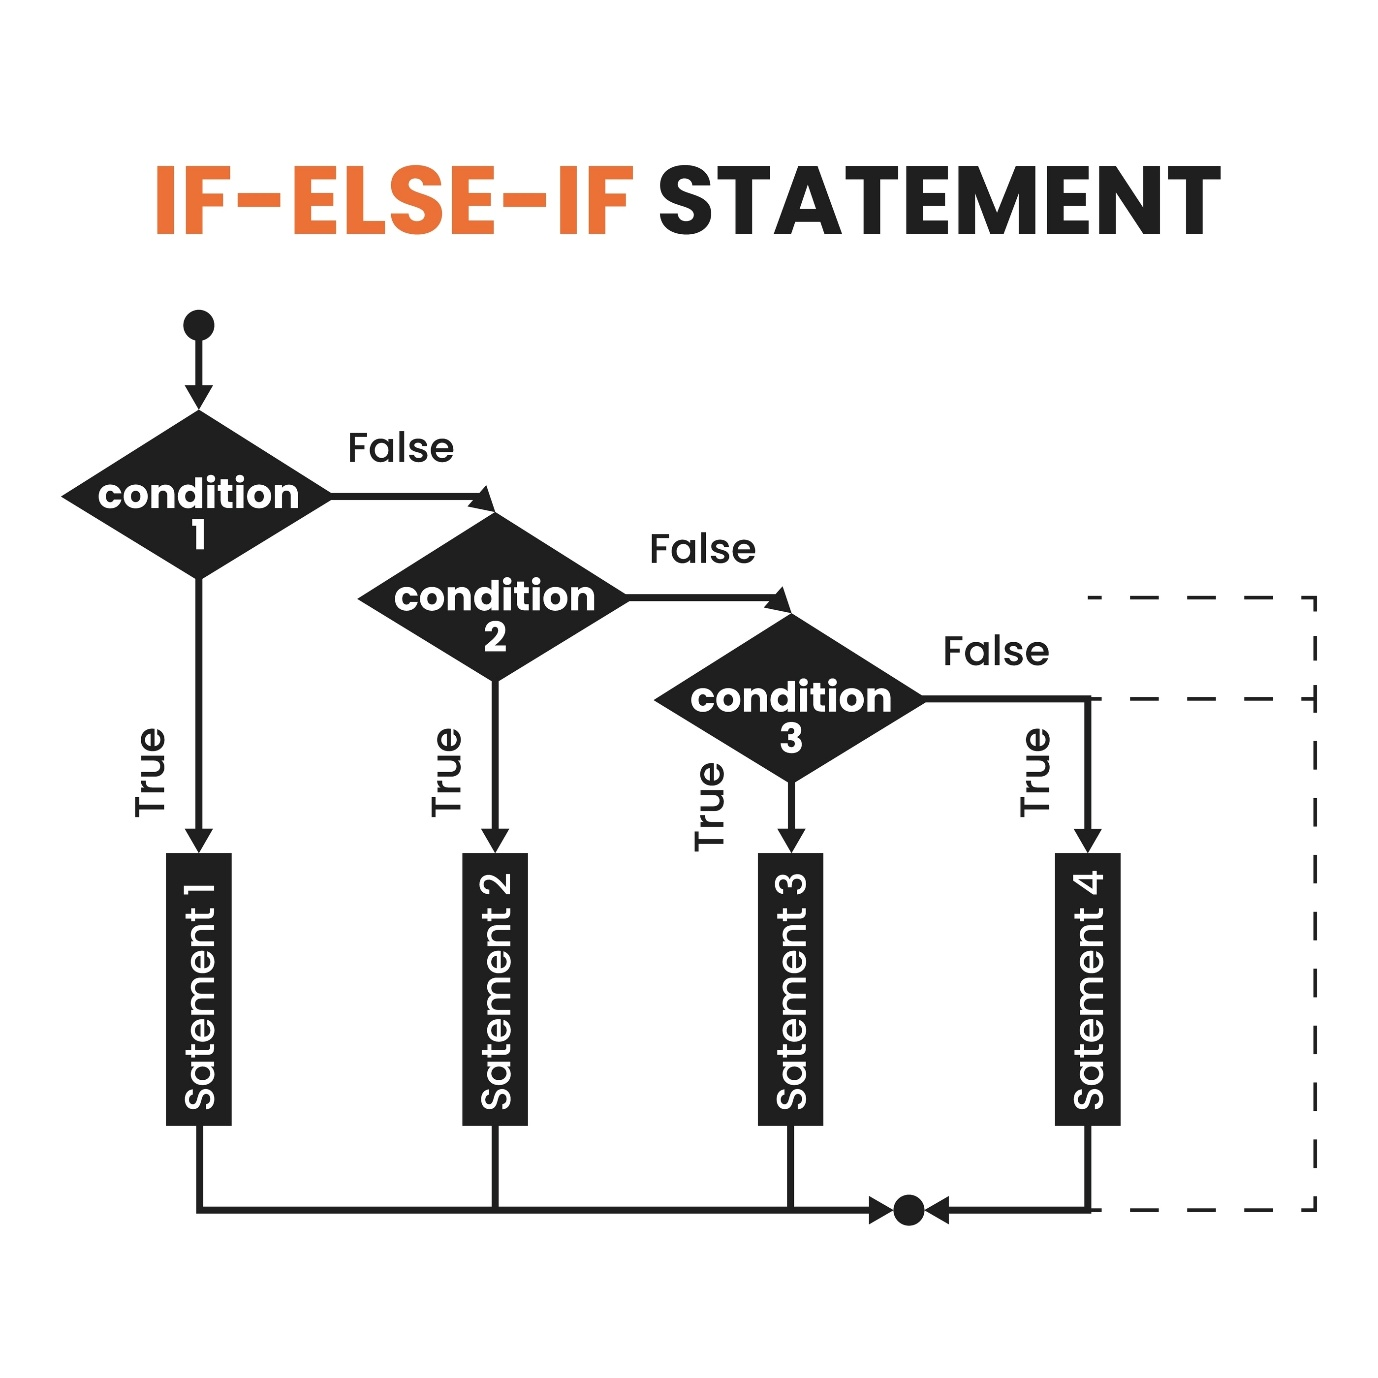 IF-ELSE-IF STATEMENT
False
condition
1
False
condition
2
False
condition
3
True
True
True
True
Satement 1
Satement 2
Satement 3
Satement 4